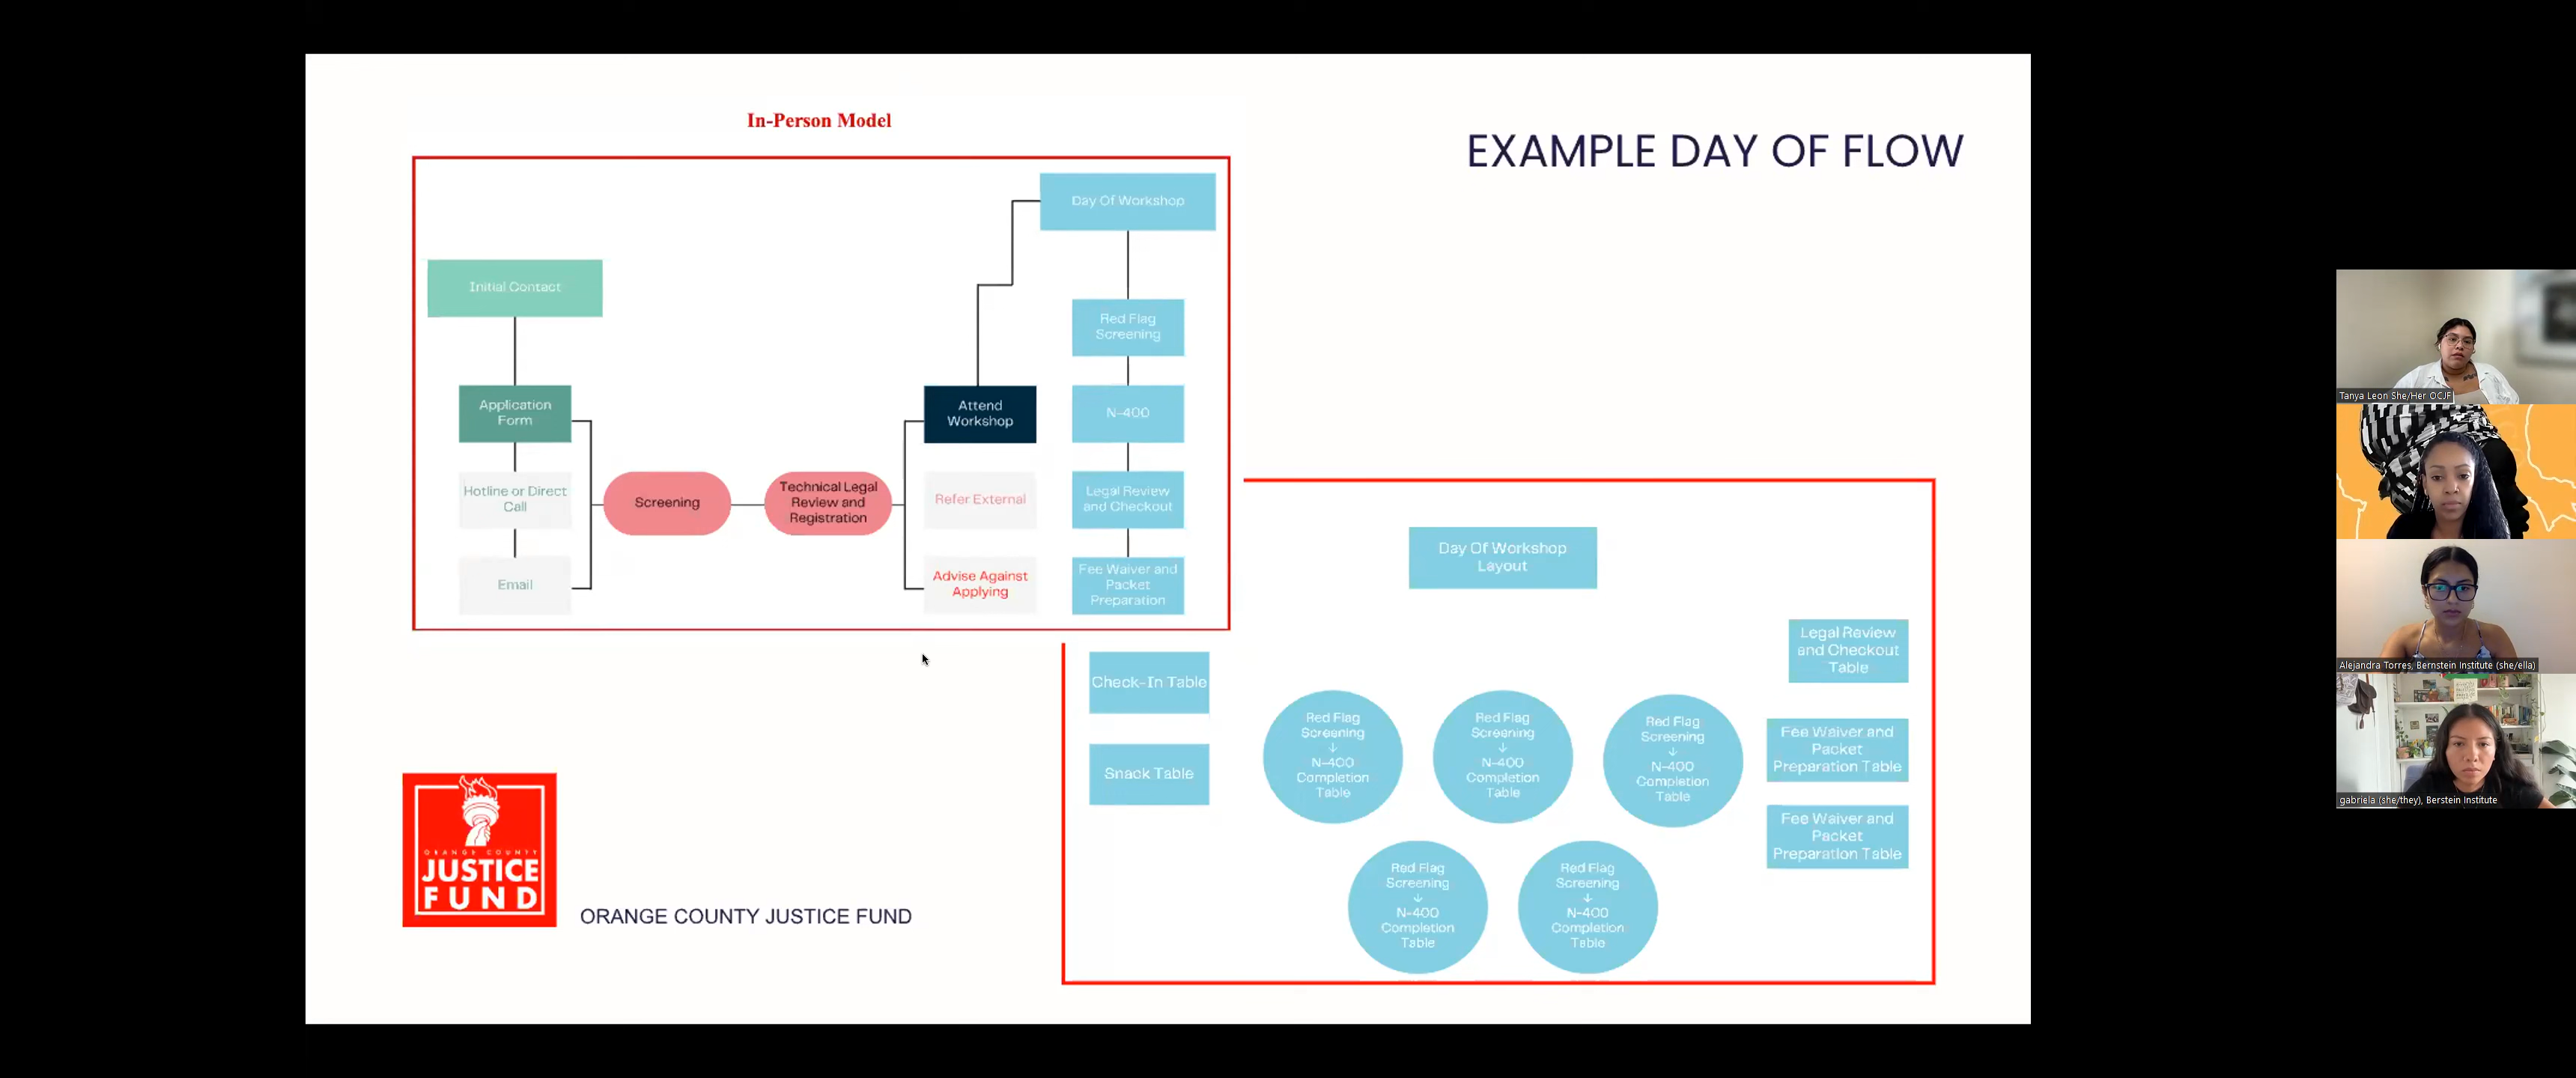 In-Person Model
EXAMPLE DAY OF FLOW
Day Of Workshop
Initial Contact
Red Flag
Screening
Application
Form
Attend
Workshop
N-400
Hotline or Direct
Call
Screening
Technical Legal
Review and
Registration
Refer External
Legal Review
and Checkout
Email
Advise Against
Applying
Fee Waiver and
Packet
Preparation
Day Of Workshop
Layout
Check-In Table
Snack Table
Red Flag
Screening
↓
N-400
Completion
Table
Red Flag
Screening
↓
N-400
Completion
Table
Red Flag
Screening
↓
N-400
Completion
Table
Red Flag
Screening
↓
N-400
Completion
Table
Red Flag
Screening
↓
N-400
Completion
Table
Legal Review
and Checkout
Table
Fee Waiver and
Packet
Preparation Table
Fee Waiver and
Packet
Preparation Table
ORANGE COUNTY
JUSTICE
FUND
ORANGE COUNTY JUSTICE FUND
Tanya Leon She/Her OCJF
Alejandra Torres, Bernstein Institute (she/ella)
gabriela (she/they), Berstein Institute